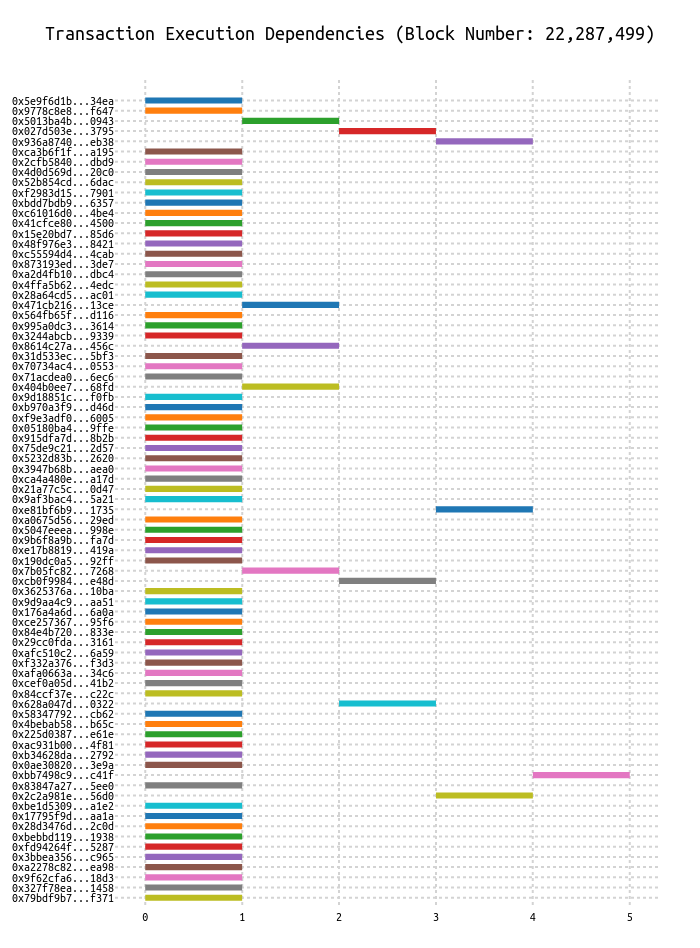 Transaction Execution Dependencies (Block Number: 22,287,499)
0x5e9f6d1b...34ea
0x9778c8e8...f647
0x5013ba4b...0943
0x027d503e...3795
0x936a8740...eb38
0xca3b6f1f...a195
0x2cfb5840...dbd9
0x4d0d569d...20c0
0x52b854cd...6dac
0xf2983d15...7901
0xbdd7bdb9...6357
0xc61016d0...4be4
0x41cfce80...4500
0x15e20bd7...85d6
0x48f976e3...8421
0xc55594d4...4cab
0x873193ed...3de7
0xa2d4fb10...dbc4
0x4ffa5b62...4edc
0x28a64cd5...ac01
0x471cb216...13ce
0x564fb65f...d116
0x995a0dc3...3614
0x3244abcb...9339
0x8614c27a...456c
0x31d533ec...5bf3
0x70734ac4...0553
0x71acdea0...6ec6
0x404b0ee7...68fd
0x9d18851c...f0fb
0xb970a3f9...d46d
0xf9e3adf0...6005
0x05180ba4...9ffe
0x915dfa7d...8b2b
0x75de9c21...2d57
0x5232d83b...2620
0x3947b68b...aea0
0xca4a480e...a17d
0x21a77c5c...0d47
0x9af3bac4...5a21
0xe81bf6b9...1735
0xa0675d56...29ed
0x5047eeea...998e
0x9b6f8a9b...fa7d
0xe17b8819...419a
0x190dc0a5...92ff
0x7b05fc82...7268
0xcb0f9984...e48d
0x3625376a...10ba
0x9d9aa4c9...aa51
0x176a4a6d...6a0a
0xce257367...95f6
0x84e4b720...833e
0x29cc0fda...3161
0xafc510c2...6a59
0xf332a376...f3d3
0xafa0663a...34c6
0xcef0a05d...41b2
0x84ccf37e...c22c
0x628a047d...0322
0x58347792...cb62
0x4bebab58...b65c
0x225d0387...e61e
0xac931b00...4f81
0xb34628da...2792
0x0ae30820...3e9a
0xbb7498c9...c41f
0x83847a27...5ee0
0x2c2a981e...56d0
0xbe1d5309...a1e2
0x17795f9d...aa1a
0x28d3476d...2c0d
0xbebbd119...1938
0xfd94264f...5287
0x3bbea356...c965
0xa2278c82...ea98
0x9f62cfa6...18d3
0x327f78ea...1458
0x79bdf9b7...f371
0 1 2 3 4 5